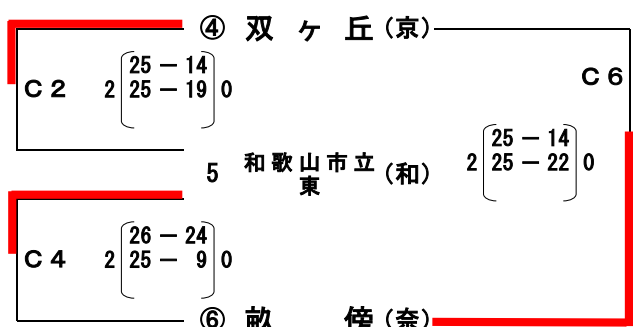 ④ 双ヶ丘 (京)
C2 2 25 − 14 0
25 − 19
C6
2 25 − 14 0
25 − 22
5 和歌山市立東 (和)
C4 2 26 − 24 0
25 − 9
⑥ 畝傍 (奈)